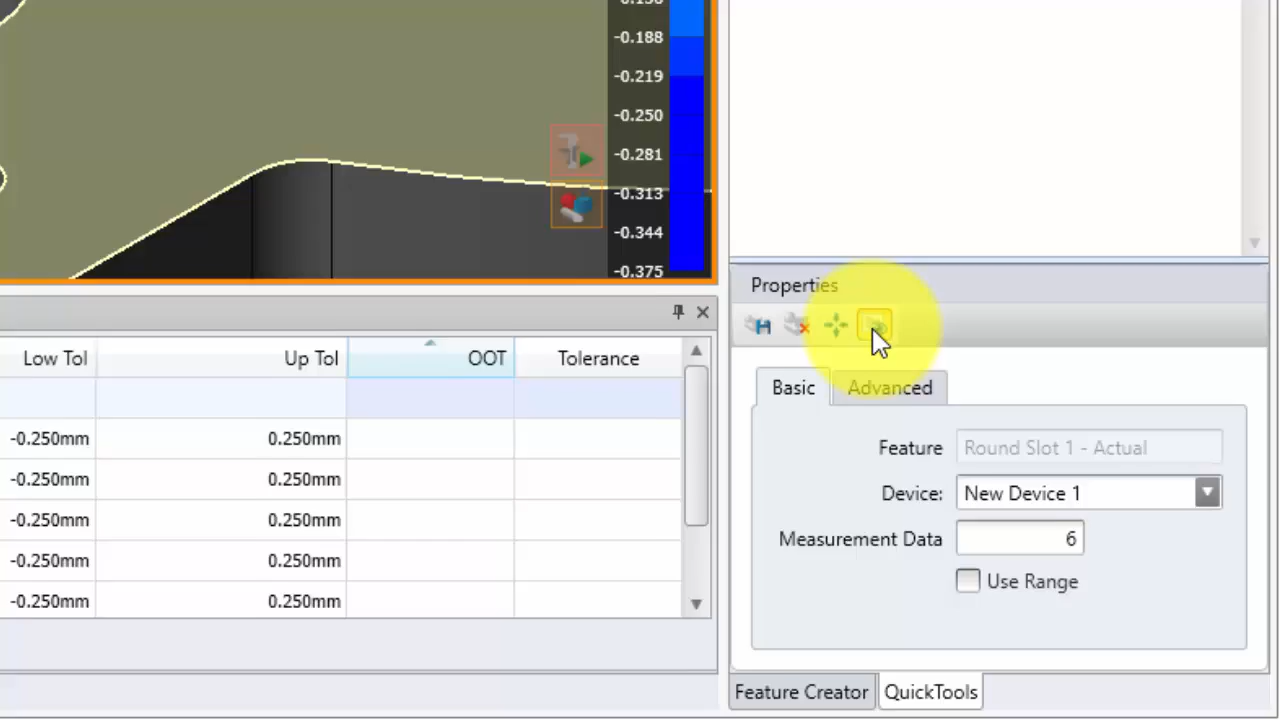 -0.188
-0.219
-0.250
-0.281
-0.313
-0.344
-0.375
Low Tol Up Tol OOT Tolerance
-0.250mm 0.250mm
-0.250mm 0.250mm
-0.250mm 0.250mm
-0.250mm 0.250mm
-0.250mm 0.250mm
Properties
Basic Advanced
Feature Round Slot 1 - Actual
Device: New Device 1
Measurement Data 6
Use Range
Feature Creator QuickTools